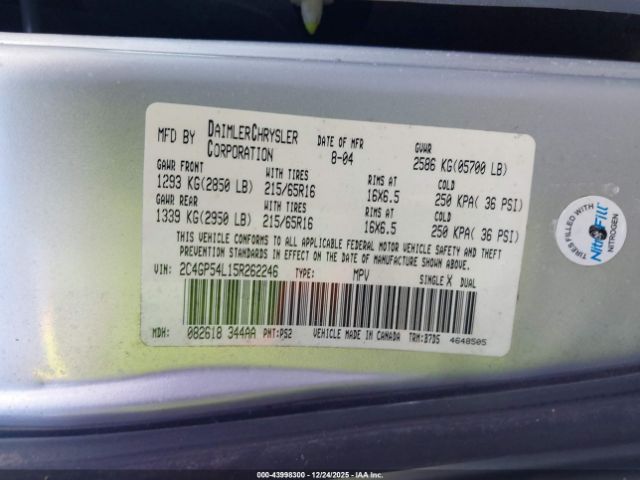 MFD BY DAIMLERCHRYSLER CORPORATION DATE OF MFR 8-04 GVWR 2586 KG(05700 LB)
GAWR FRONT WITH TIRES RIMS AT COLD
1293 KG(2850 LB) 215/65R16 16X6.5 250 KPA( 36 PSI)
GAWR REAR WITH TIRES RIMS AT COLD
1339 KG(2950 LB) 215/65R16 16X6.5 250 KPA( 36 PSI)
THIS VEHICLE CONFORMS TO ALL APPLICABLE FEDERAL MOTOR VEHICLE SAFETY AND THEFT
PREVENTION STANDARDS IN EFFECT ON THE DATE OF MANUFACTURE SHOWN ABOVE.
VIN: 2C4GP54L15R262246 TYPE: MPV SINGLE X DUAL
MDH: 082618 344AA PNT:PS2 VEHICLE MADE IN CANADA TRM:B7D5 4648505
TIRES FILLED WITH
NitroFill
NITROGEN
000-43998300 • 12/24/2025 • IAA, Inc.